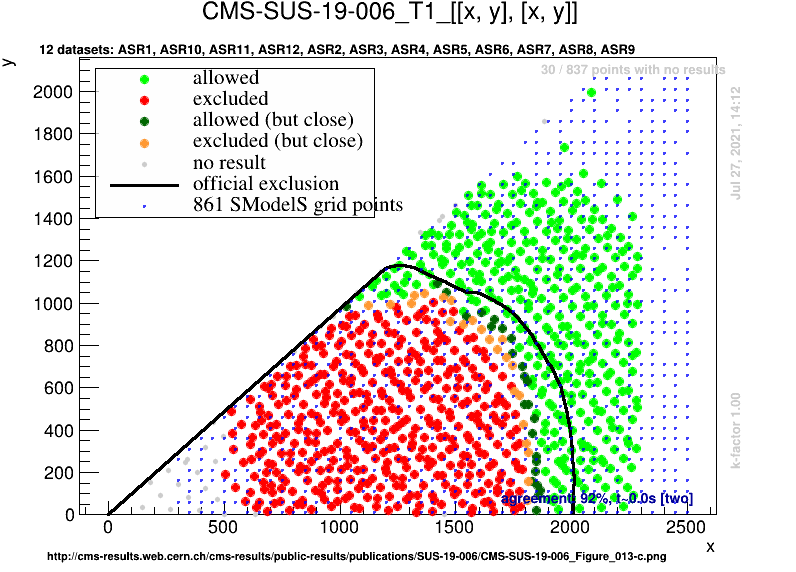 CMS-SUS-19-006_T1_[[x, y], [x, y]]
12 datasets: ASR1, ASR10, ASR11, ASR12, ASR2, ASR3, ASR4, ASR5, ASR6, ASR7, ASR8, ASR9
y
30 / 837 points with no results
allowed
excluded
allowed (but close)
excluded (but close)
no result
official exclusion
861 SModelS grid points
Jul 27, 2021, 14:12
2000
1800
1600
1400
1200
1000
800
600
400
200
0
k-factor 1.00
agreement: 92%, t~0.0s [two]
0 500 1000 1500 2000 2500
x
http://cms-results.web.cern.ch/cms-results/public-results/publications/SUS-19-006/CMS-SUS-19-006_Figure_013-c.png